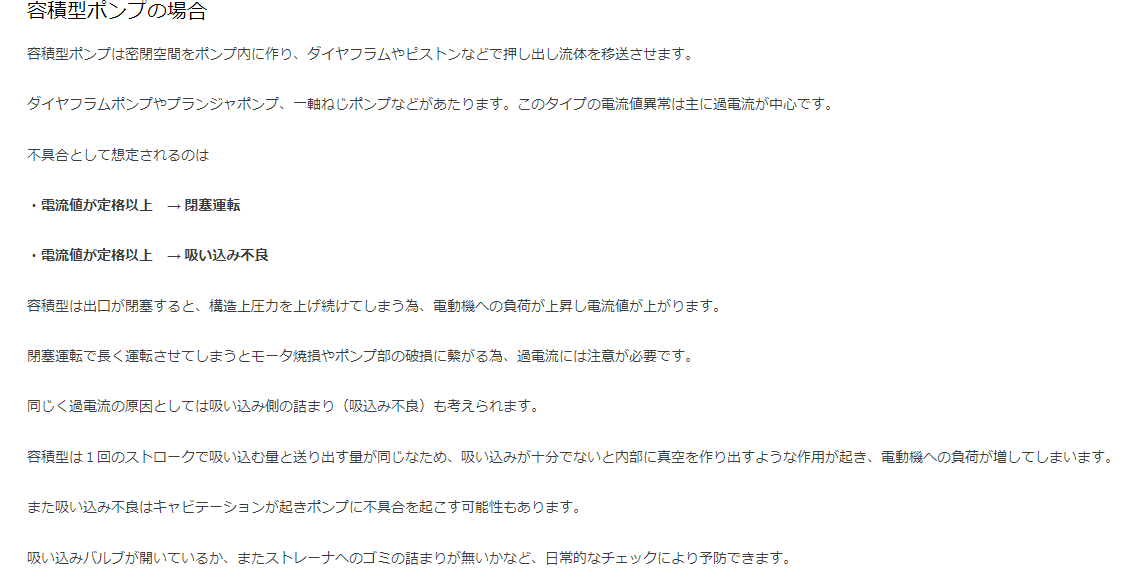 容積型ポンプの場合
容積型ポンプは密閉空間をポンプ内に作り、ダイヤフラムやピストンなどで押し出し流体を移送させます。
ダイヤフラムポンプやプランジャポンプ、一軸ねじポンプなどがあたります。このタイプの電流値異常は主に過電流が中心です。
不具合として想定されるのは
・電流値が定格以上　→ 閉塞運転
・電流値が定格以上　→ 吸い込み不良
容積型は出口が閉塞すると、構造上圧力を上げ続けてしまう為、電動機への負荷が上昇し電流値が上がります。
閉塞運転で長く運転させてしまうとモータ焼損やポンプ部の破損に繋がる為、過電流には注意が必要です。
同じく過電流の原因としては吸い込み側の詰まり（吸込み不良）も考えられます。
容積型は１回のストロークで吸い込む量と送り出す量が同じなため、吸い込みが十分でないと内部に真空を作り出すような作用が起き、電動機への負荷が増してしまいます。
また吸い込み不良はキャビテーションが起きポンプに不具合を起こす可能性もあります。
吸い込みバルブが開いているか、またストレーナへのゴミの詰まりが無いかなど、日常的なチェックにより予防できます。